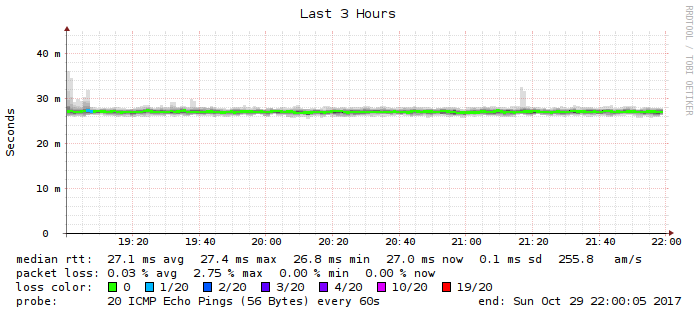 Last 3 Hours
RRDTOOL / TOBI OETIKER
Seconds
40 m
30 m
20 m
10 m
0
19:20 19:40 20:00 20:20 20:40 21:00 21:20 21:40 22:00
median rtt: 27.1 ms avg 27.4 ms max 26.8 ms min 27.0 ms now 0.1 ms sd 255.8 am/s
packet loss: 0.03 % avg 2.75 % max 0.00 % min 0.00 % now
loss color: 0 1/20 2/20 3/20 4/20 10/20 19/20
probe: 20 ICMP Echo Pings (56 Bytes) every 60s end: Sun Oct 29 22:00:05 2017